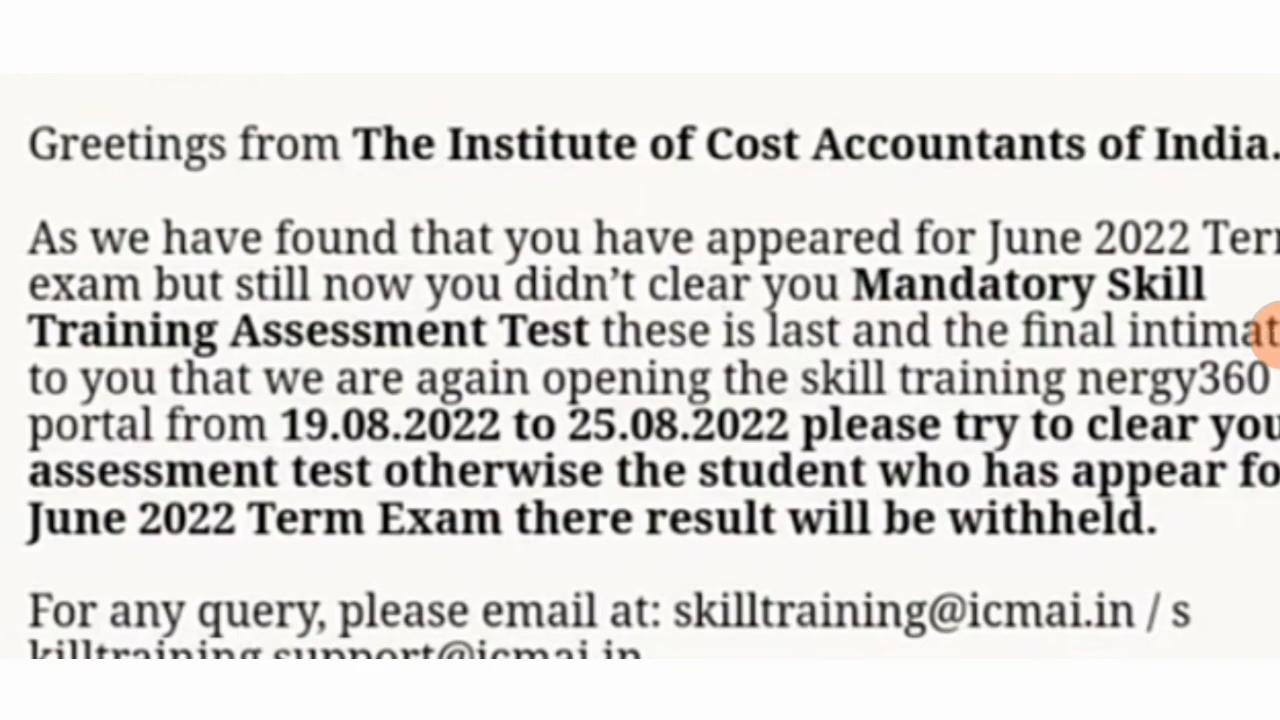 Greetings from The Institute of Cost Accountants of India.
As we have found that you have appeared for June 2022 Ter
exam but still now you didn't clear you Mandatory Skill
Training Assessment Test these is last and the final intimat
to you that we are again opening the skill training nergy360
portal from 19.08.2022 to 25.08.2022 please try to clear you
assessment test otherwise the student who has appear fo
June 2022 Term Exam there result will be withheld.
For any query, please email at: skilltraining@icmai.in / s
killtraining.support@icmai.in